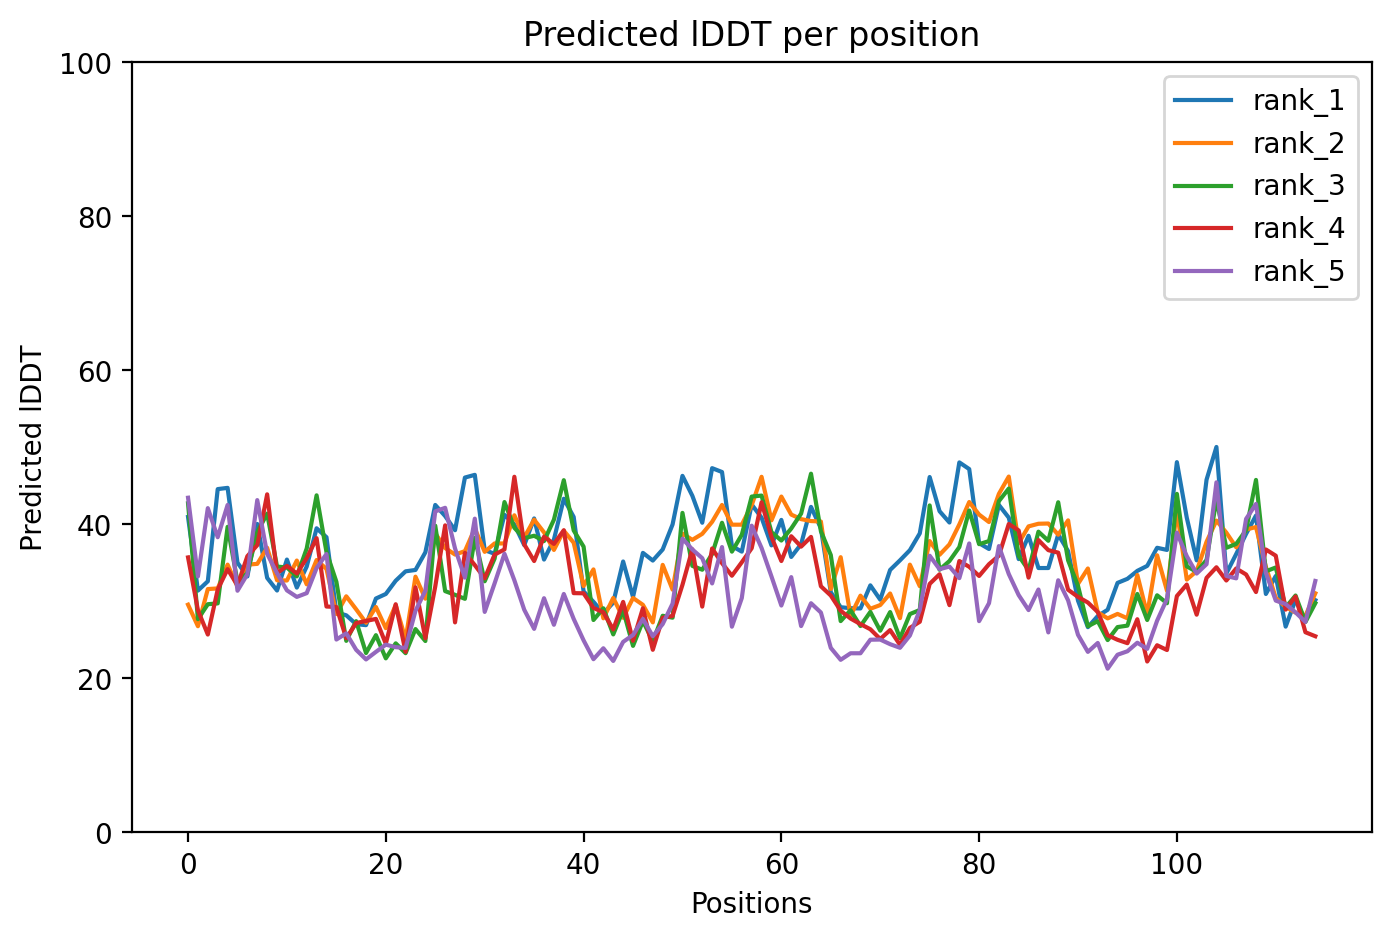 Predicted lDDT per position
100
80
60
40
20
0
Predicted lDDT
0 20 40 60 80 100
Positions
rank_1
rank_2
rank_3
rank_4
rank_5